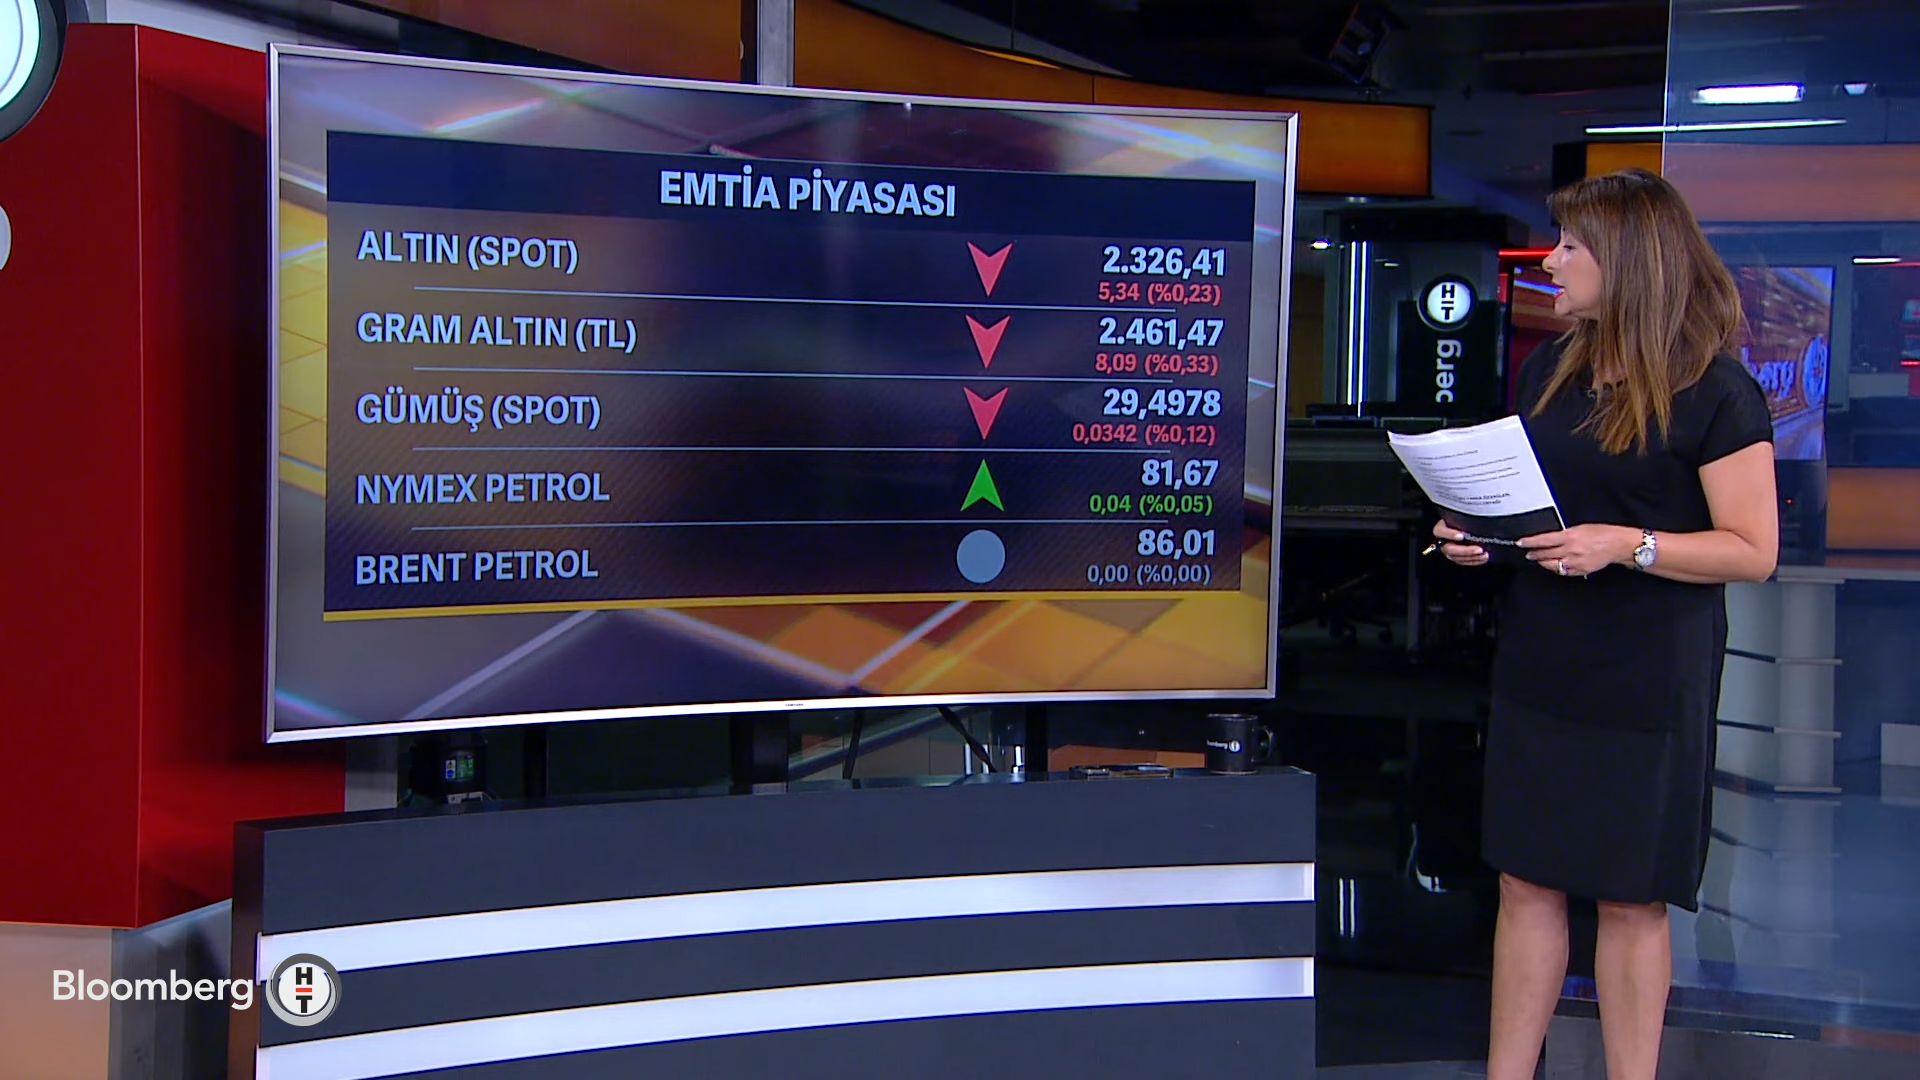 EMTİA PİYASASI
ALTIN (SPOT) 2.326,41
5,34 (%0,23)
GRAM ALTIN (TL) 2.461,47
8,09 (%0,33)
GÜMÜŞ (SPOT) 29,4978
0,0342 (%0,12)
NYMEX PETROL 81,67
0,04 (%0,05)
BRENT PETROL 86,01
0,00 (%0,00)
SAMSUNG
H-T
berg
Bloomberg H-T